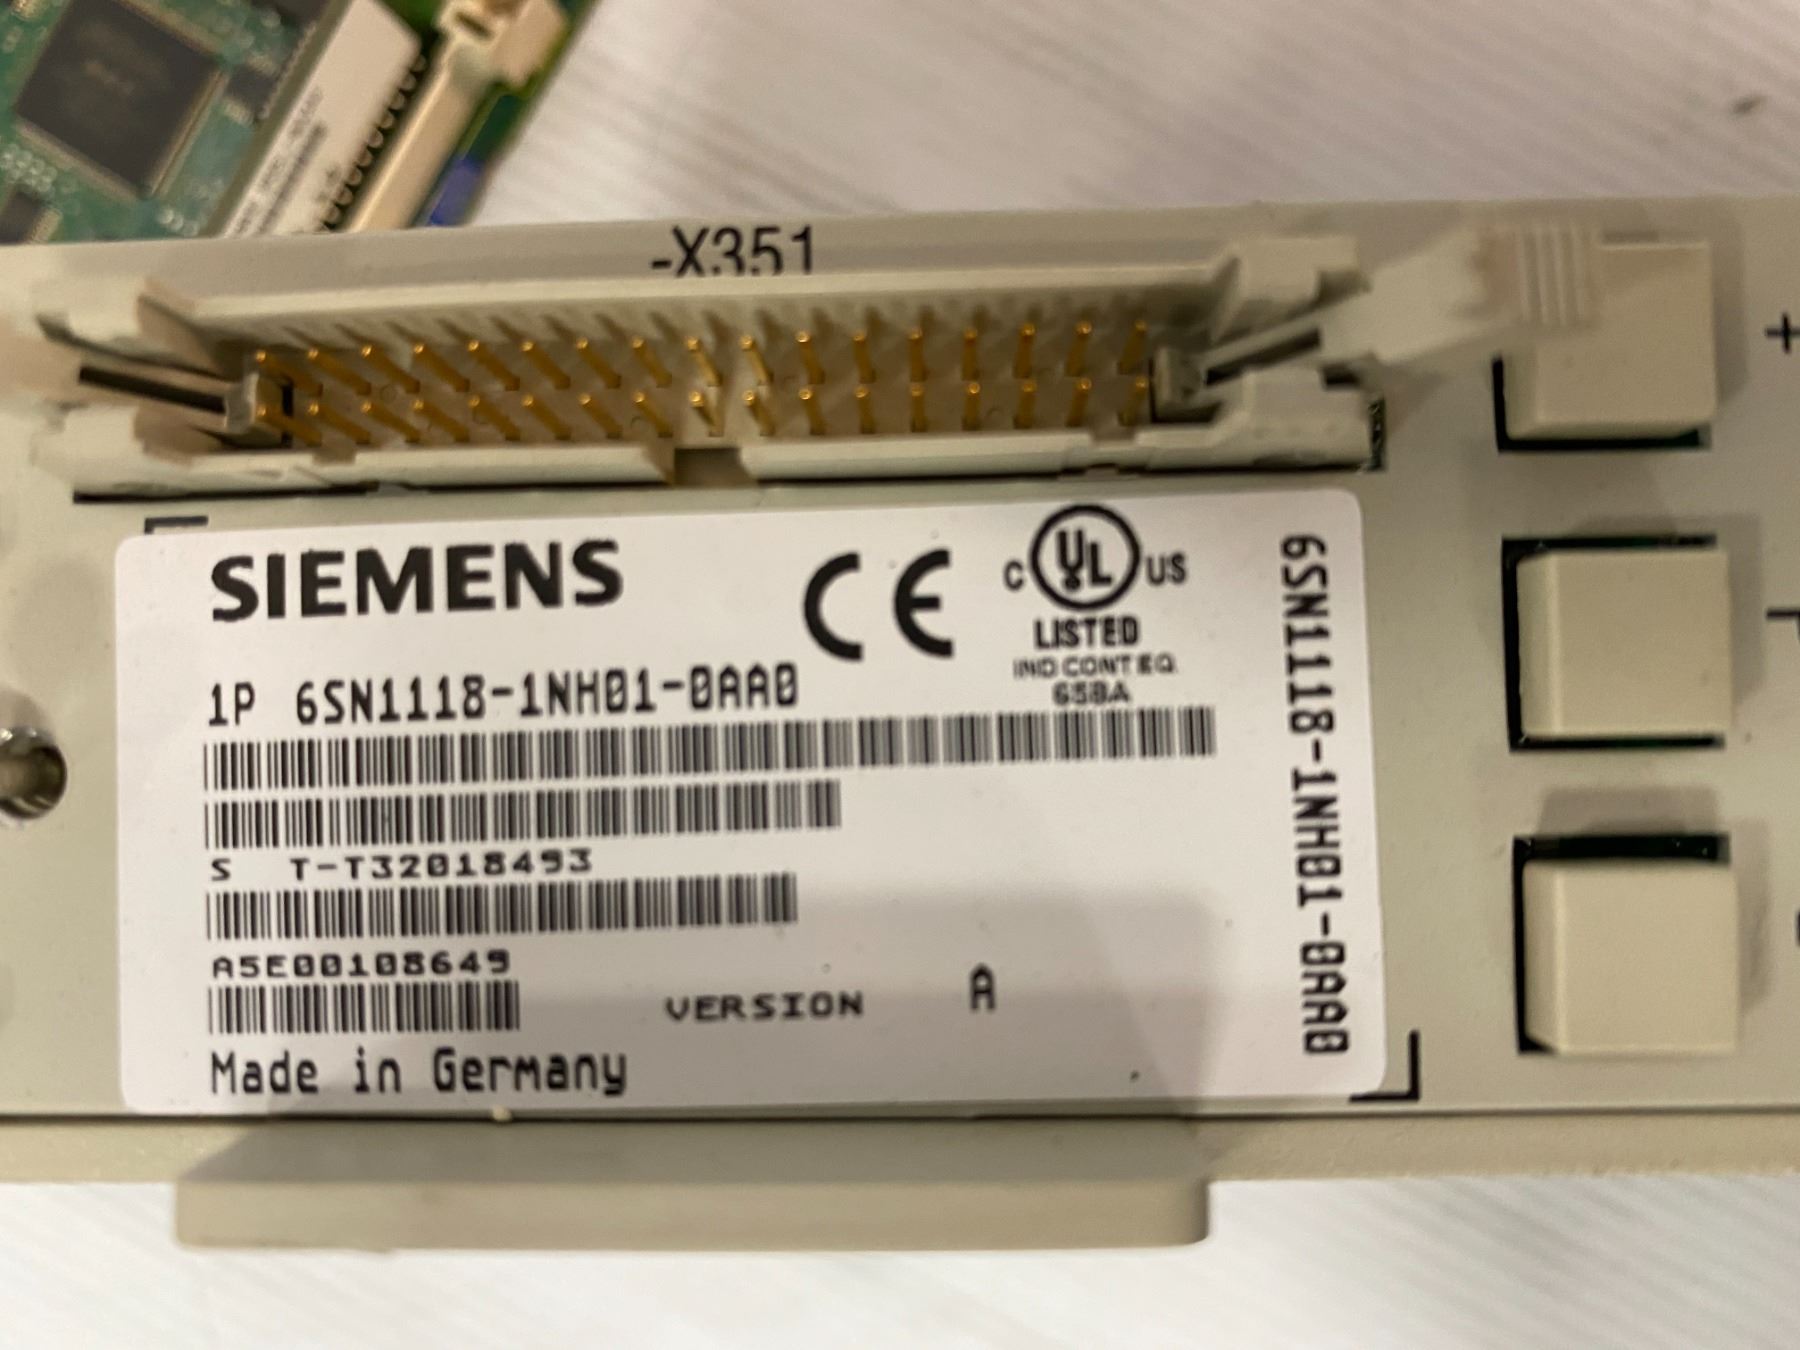 -X351
SIEMENS
CE
C UL US
LISTED
IND CONT EQ.
658A
1P 6SN1118-1NH01-0AA0
S T-T32018493
A5E00108649
VERSION A
Made in Germany
6SN1118-1NH01-0AA0
+